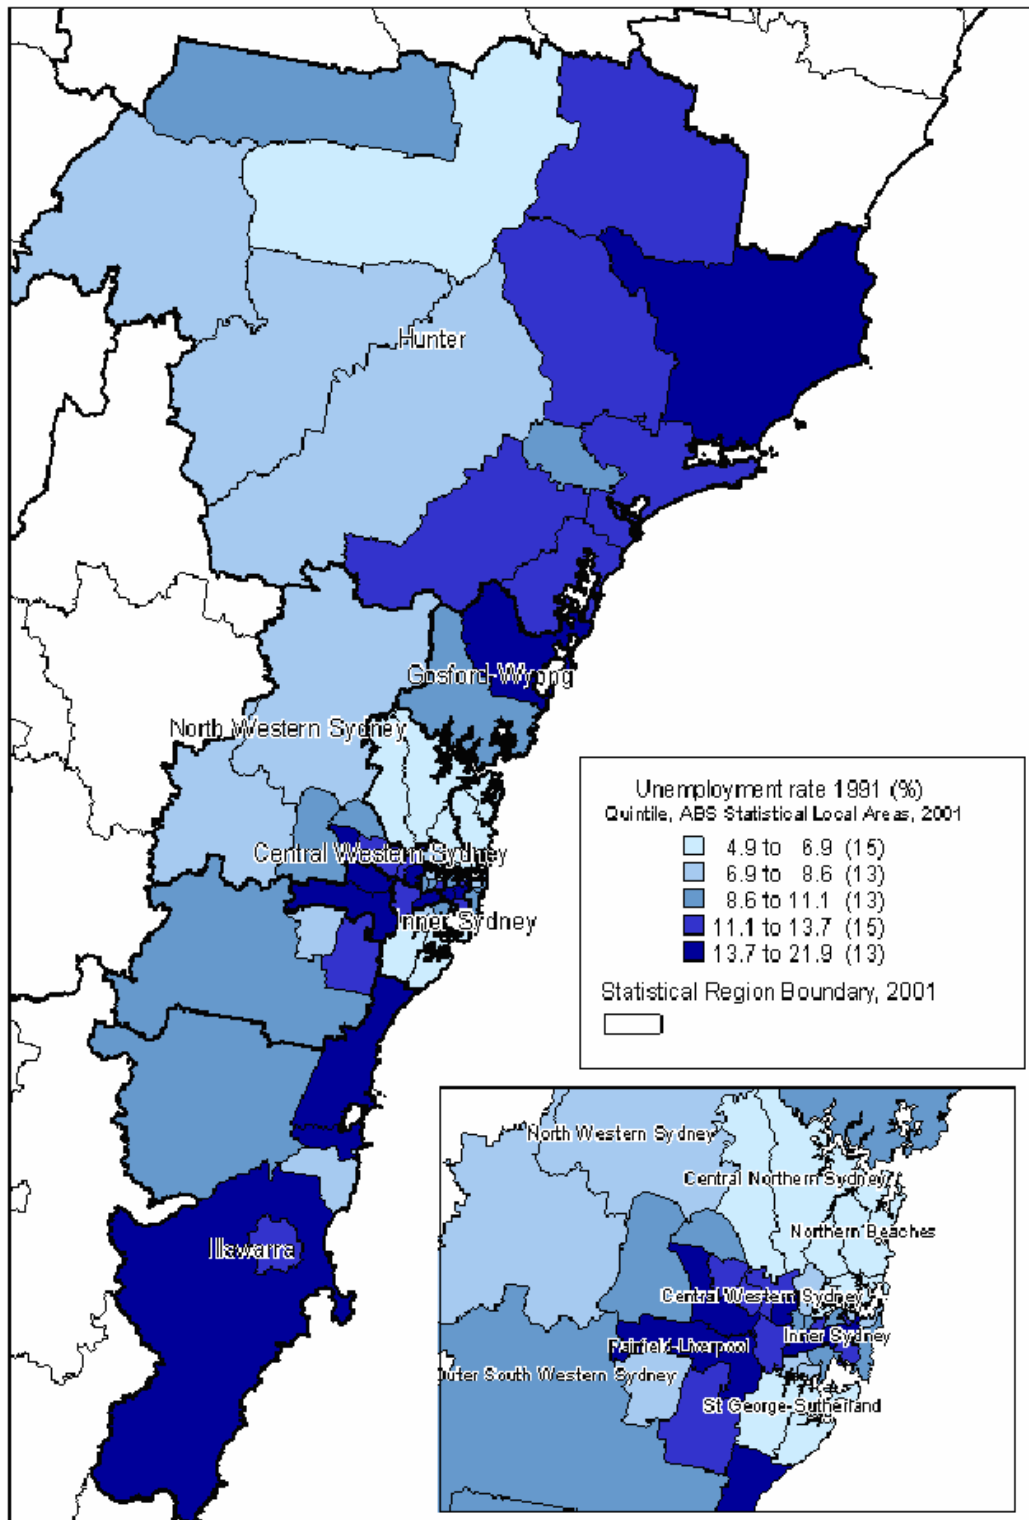 Hunter
Gosford-Wyong
North Western Sydney
Central Western Sydney
Inner Sydney
Illawarra
Unemployment rate 1991 (%)
Quintile, ABS Statistical Local Areas, 2001
4.9 to 6.9 (15)
6.9 to 8.6 (13)
8.6 to 11.1 (13)
11.1 to 13.7 (15)
13.7 to 21.9 (13)
Statistical Region Boundary, 2001
North Western Sydney
Central Northern Sydney
Northern Beaches
Central Western Sydney
Inner Sydney
Fairfield-Liverpool
uter South Western Sydney
St George-Sutherland